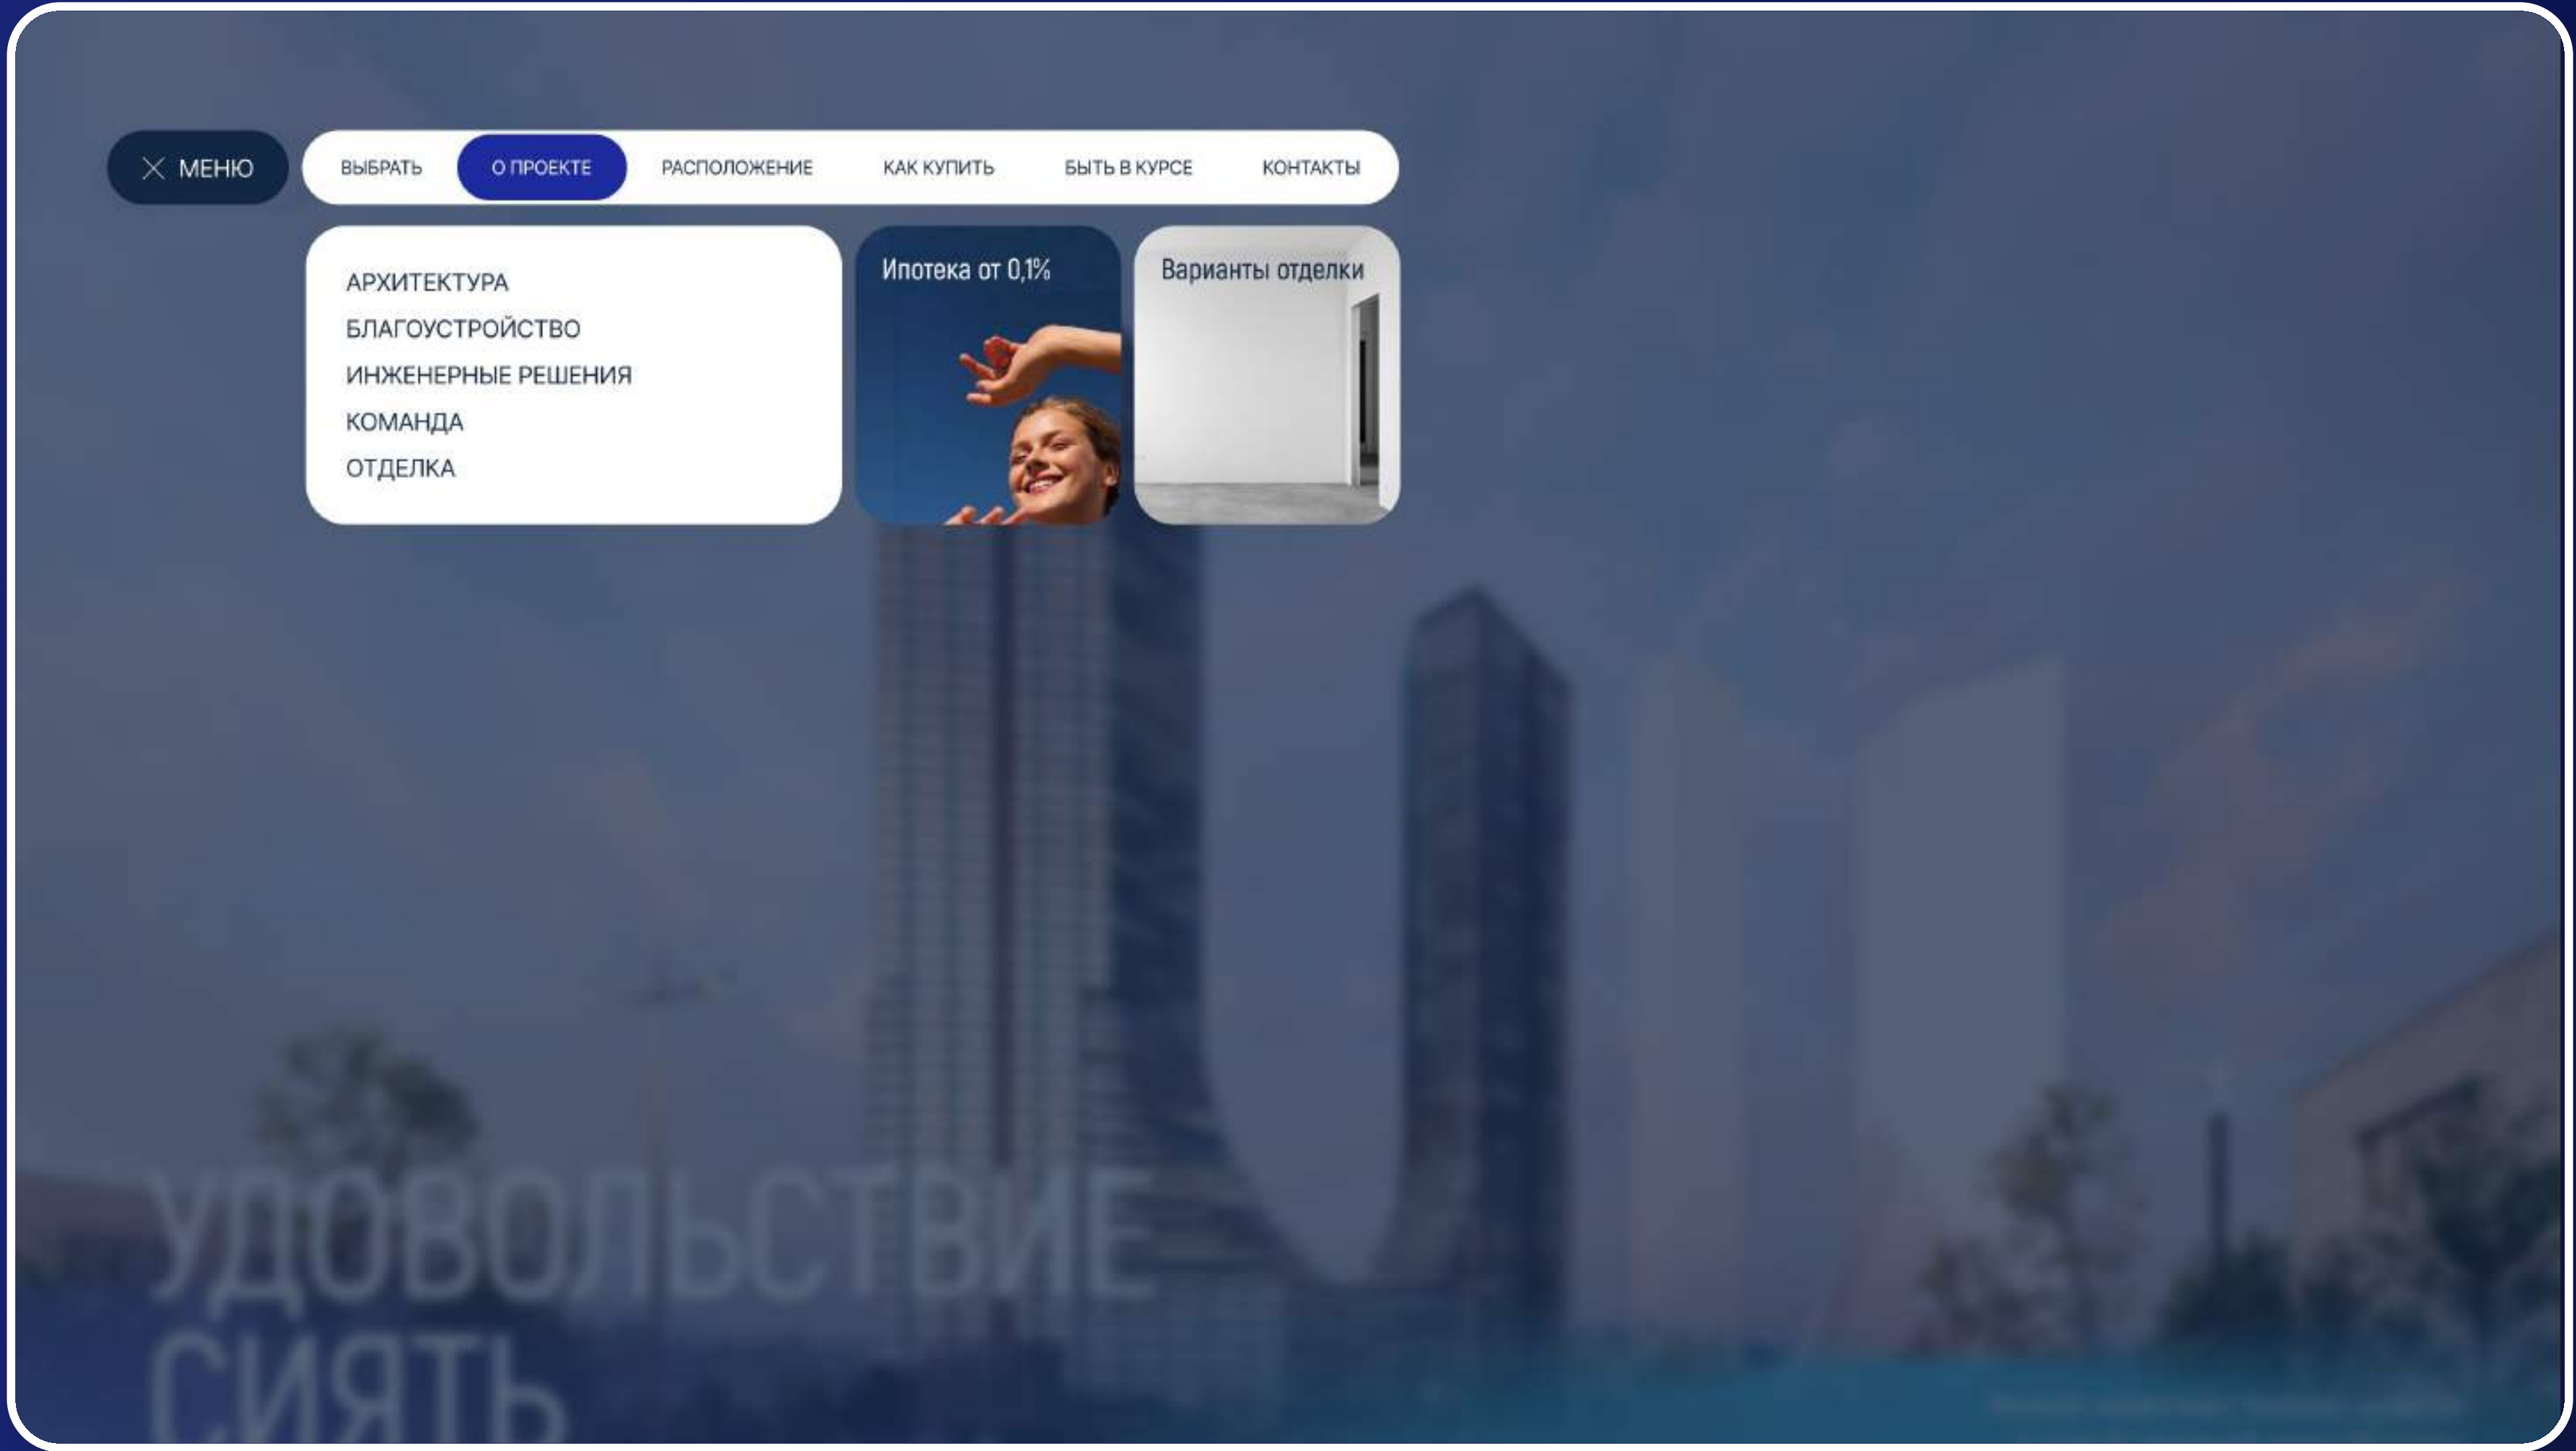 МЕНЮ
ВЫБРАТЬ
О ПРОЕКТЕ
РАСПОЛОЖЕНИЕ
КАК КУПИТЬ
БЫТЬ В КУРСЕ
КОНТАКТЫ
АРХИТЕКТУРА
БЛАГОУСТРОЙСТВО
ИНЖЕНЕРНЫЕ РЕШЕНИЯ
КОМАНДА
ОТДЕЛКА
Ипотека от 0,1%
Варианты отделки
УДОВОЛЬСТВИЕ
СИЯТЬ